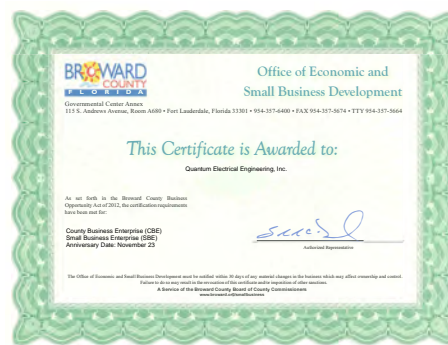 BROWARD
COUNTY
FLORIDA
Office of Economic and
Small Business Development
Governmental Center Annex
115 S. Andrews Avenue, Room A680 • Fort Lauderdale, Florida 33301 • 954-357-6400 • FAX 954-357-5674 • TTY 954-357-5664
This Certificate is Awarded to:
Quantum Electrical Engineering, Inc.
As set forth in the Broward County Business
Opportunity Act of 2012, the certification requirements
have been met for:
County Business Enterprise (CBE)
Small Business Enterprise (SBE)
Anniversary Date: November 23
Authorized Representative
The Office of Economic and Small Business Development must be notified within 30 days of any material changes in the business which may affect ownership and control.
Failure to do so may result in the revocation of this certificate and/or imposition of other sanctions.
A Service of the Broward County Board of County Commissioners
www.broward.org/smallbusiness